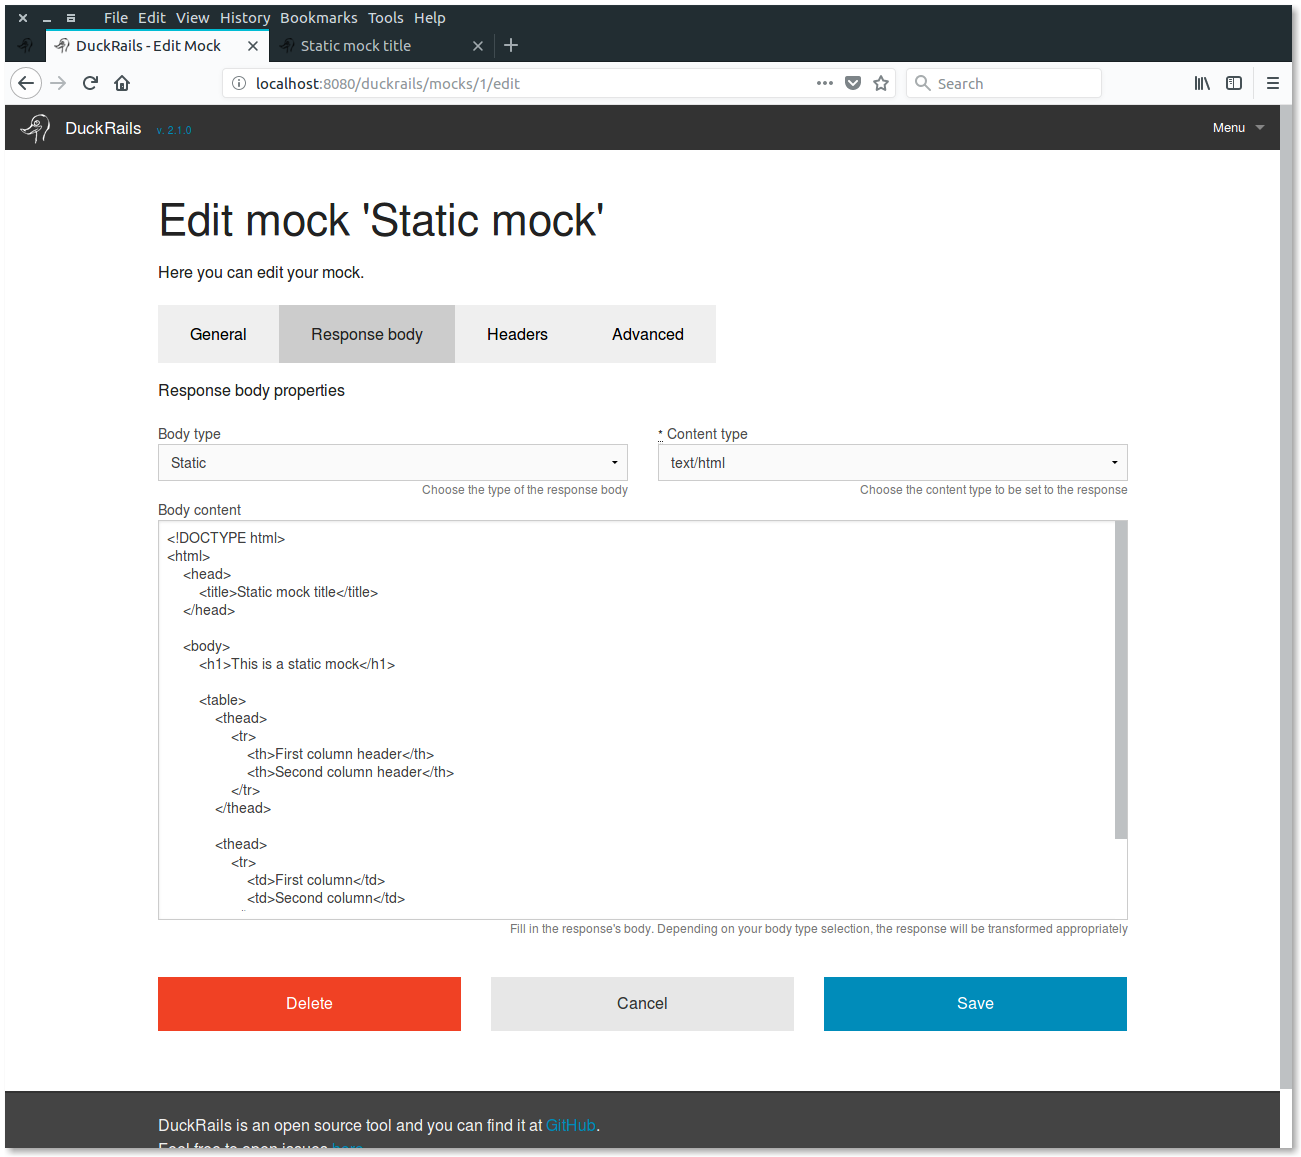 File Edit View History Bookmarks Tools Help
DuckRails - Edit Mock
Static mock title
localhost:8080/duckrails/mocks/1/edit
Search
DuckRails v. 2.1.0
Menu
Edit mock 'Static mock'
Here you can edit your mock.
General Response body Headers Advanced
Response body properties
Body type
* Content type
Static
text/html
Choose the type of the response body
Choose the content type to be set to the response
Body content
<!DOCTYPE html>
<html>
<head>
<title>Static mock title</title>
</head>
<body>
<h1>This is a static mock</h1>
<table>
<thead>
<tr>
<th>First column header</th>
<th>Second column header</th>
</tr>
</thead>
<thead>
<tr>
<td>First column</td>
<td>Second column</td>
Fill in the response's body. Depending on your body type selection, the response will be transformed appropriately
Delete Cancel Save
DuckRails is an open source tool and you can find it at GitHub.
Feel free to open issues here